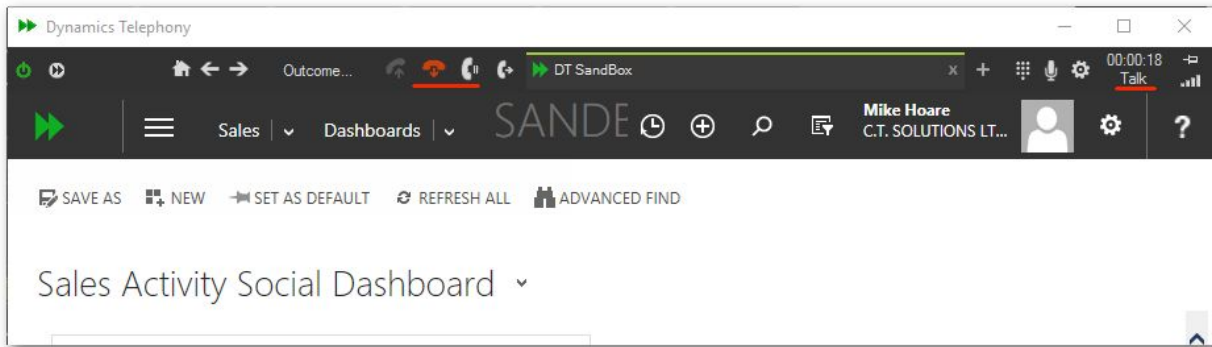 Dynamics Telephony
Outcome... DT SandBox x 00:00:18
Talk
Sales Dashboards SANDE Mike Hoare
C.T. SOLUTIONS LT... ?
SAVE AS NEW SET AS DEFAULT REFRESH ALL ADVANCED FIND
Sales Activity Social Dashboard